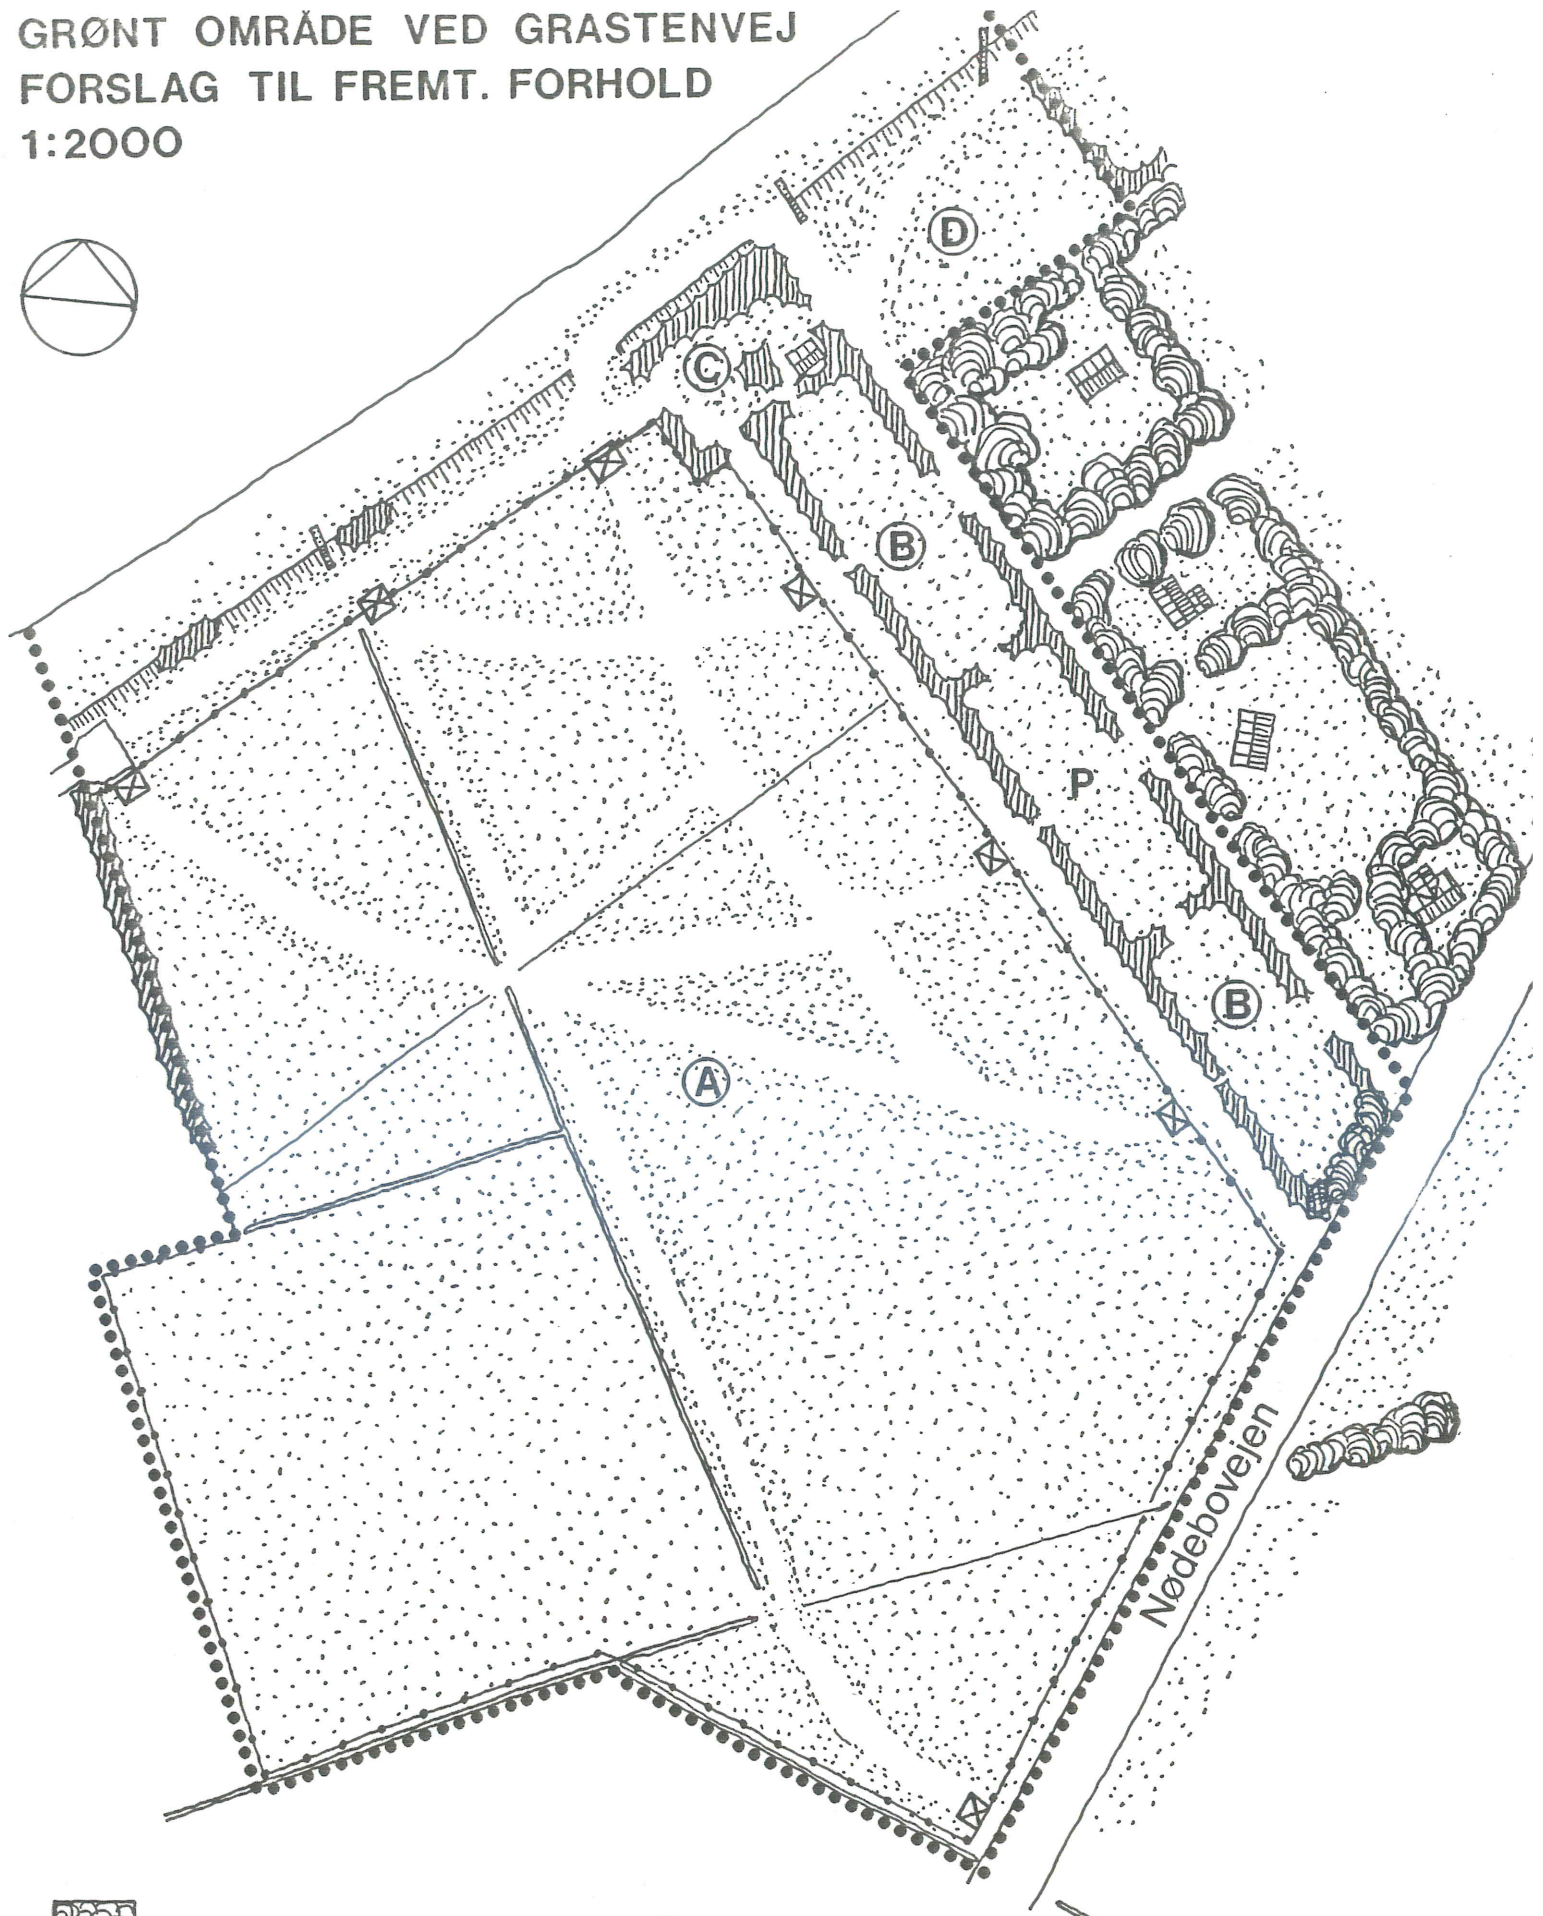 GRØNT OMRÅDE VED GRASTENVEJ
FORSLAG TIL FREMT. FORHOLD
1:2000
D
C
B
P
B
A
Nødebovejen